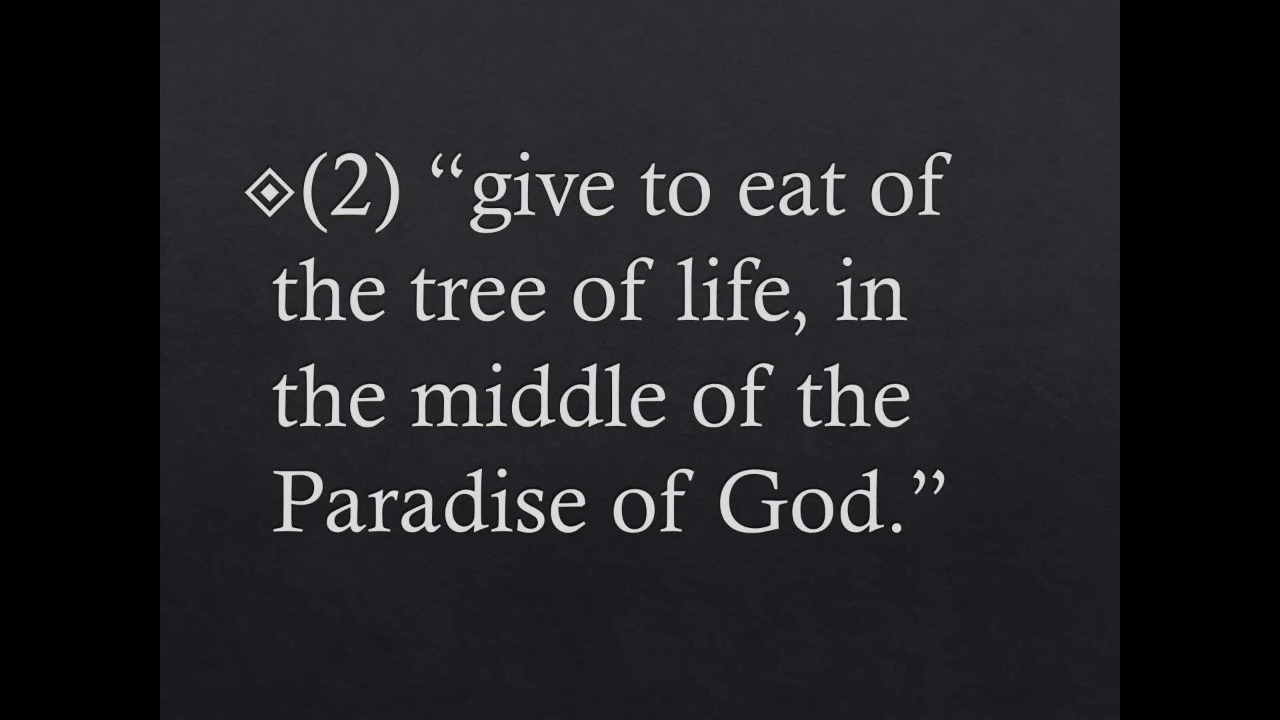 (2) “give to eat of
the tree of life, in
the middle of the
Paradise of God.”